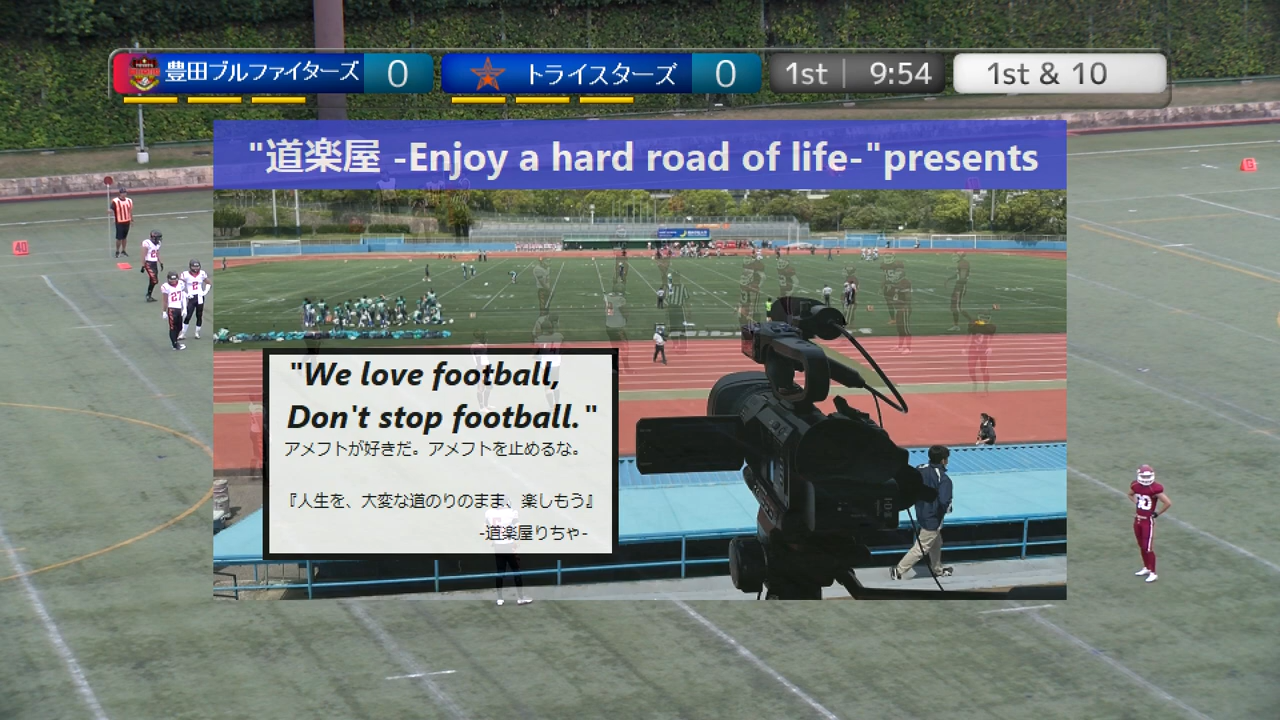 豊田ブルファイターズ 0 トライスターズ 0 1st 9:54 1st & 10
"道楽屋 -Enjoy a hard road of life-"presents
40
27
2
"We love football,
Don't stop football."
アメフトが好きだ。アメフトを止めるな。
『人生を、大変な道のりのまま、楽しもう』
-道楽屋りちゃ-